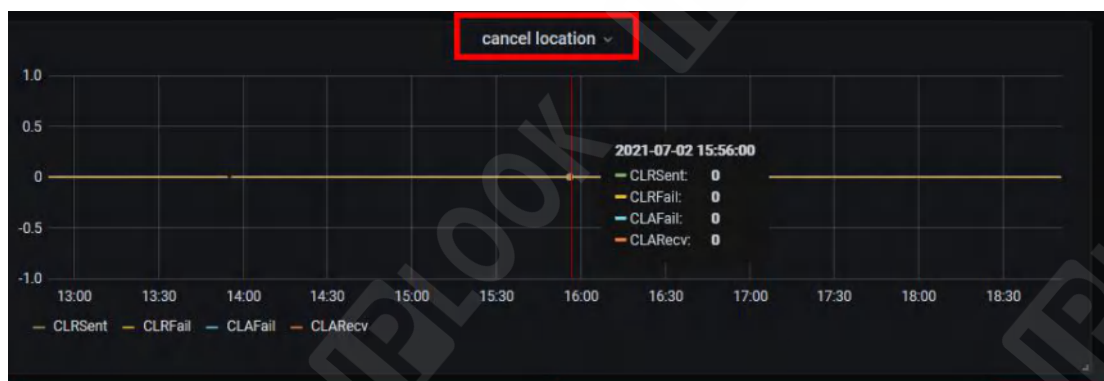 cancel location
1.0
0.5
0
-0.5
-1.0
2021-07-02 15:56:00
CLRSent: 0
CLRFail: 0
CLAFail: 0
CLARecv: 0
13:00 13:30 14:00 14:30 15:00 15:30 16:00 16:30 17:00 17:30 18:00 18:30
CLRSent CLRFail CLAFail CLARecv
IPLOOK